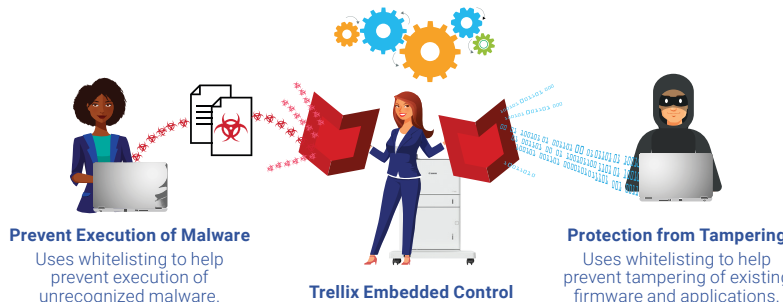 Prevent Execution of Malware
Uses whitelisting to help
prevent execution of
unrecognized malware.
Trellix Embedded Control
Protection from Tampering
Uses whitelisting to help
prevent tampering of existing
firmware and applications.